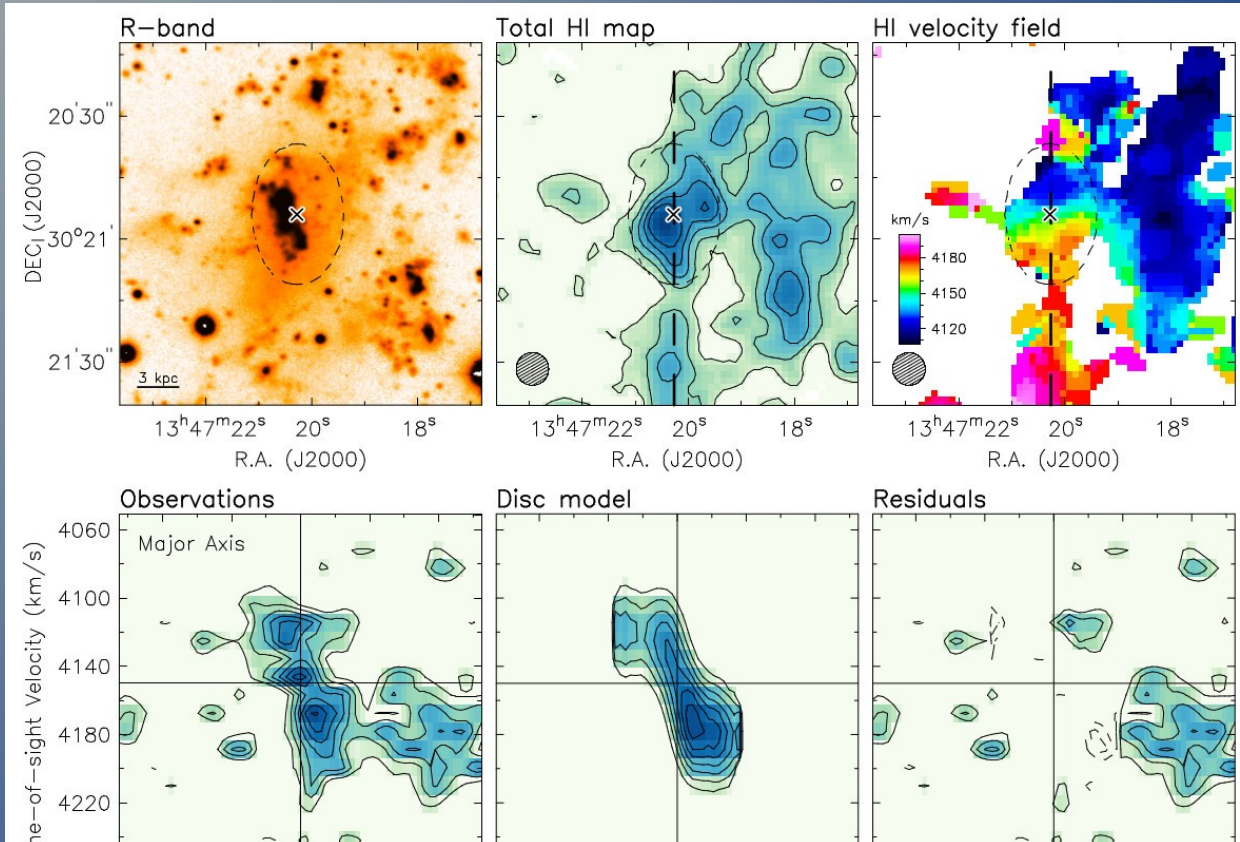 R-band
Total HI map
HI velocity field
DEC. (J2000)
20'30"
30°21'
21'30"
3 kpc
km/s
4180
4150
4120
13ʰ47ᵐ22ˢ 20ˢ 18ˢ
13ʰ47ᵐ22ˢ 20ˢ 18ˢ
13ʰ47ᵐ22ˢ 20ˢ 18ˢ
R.A. (J2000)
R.A. (J2000)
R.A. (J2000)
Observations
Disc model
Residuals
Major Axis
ne-of-sight Velocity (km/s)
4060
4100
4140
4180
4220